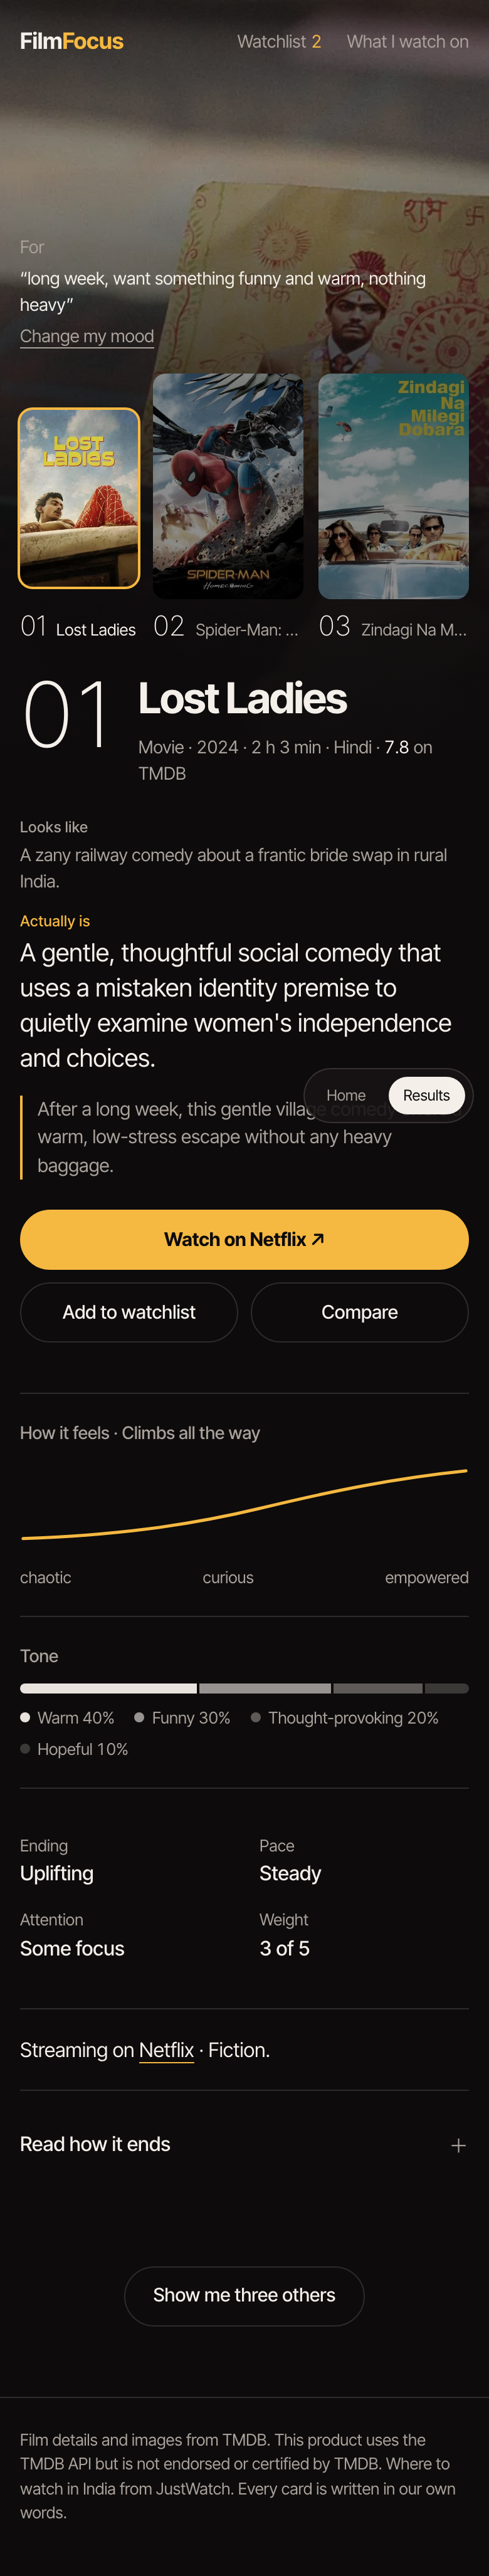 FilmFocus
Watchlist 2 What I watch on
शुभ
For
“long week, want something funny and warm, nothing
heavy”
Change my mood
LOST
LADIES
SPIDER-MAN
HOMECOMING
Zindagi
Na
Milegi
Dobara
01 Lost Ladies 02 Spider-Man: ... 03 Zindagi Na M...
01 Lost Ladies
Movie · 2024 · 2 h 3 min · Hindi · 7.8 on
TMDB
Looks like
A zany railway comedy about a frantic bride swap in rural
India.
Actually is
A gentle, thoughtful social comedy that
uses a mistaken identity premise to
quietly examine women's independence
and choices.
Home Results
After a long week, this gentle village comedy
warm, low-stress escape without any heavy
baggage.
Watch on Netflix ↗
Add to watchlist Compare
How it feels · Climbs all the way
chaotic curious empowered
Tone
Warm 40% Funny 30% Thought-provoking 20%
Hopeful 10%
Ending Pace
Uplifting Steady
Attention Weight
Some focus 3 of 5
Streaming on Netflix · Fiction.
Read how it ends +
Show me three others
Film details and images from TMDB. This product uses the
TMDB API but is not endorsed or certified by TMDB. Where to
watch in India from JustWatch. Every card is written in our own
words.